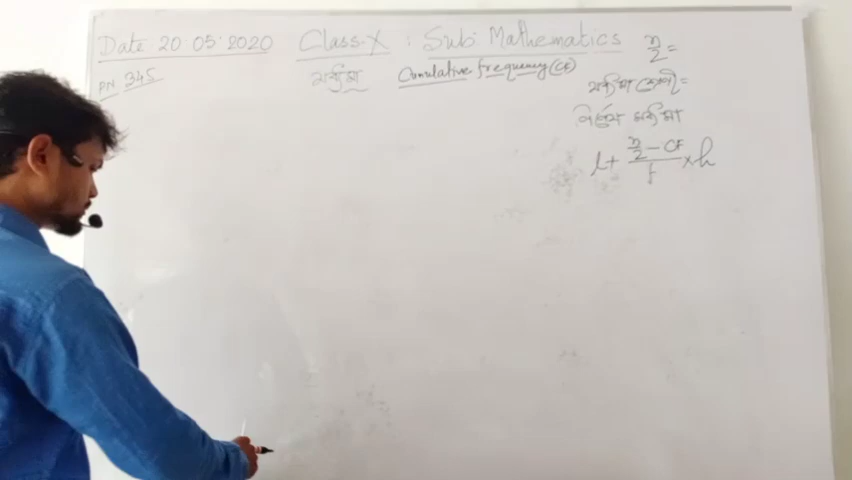 Date 20.05.2020 Class-X : Sub: Mathematics
PN 345
মধ্যমা Cumulative frequency (CF)
n/2 =
মধ্যমা শ্রেণী =
নির্ণেয় মধ্যমা
l + (n/2 - CF)/f × h